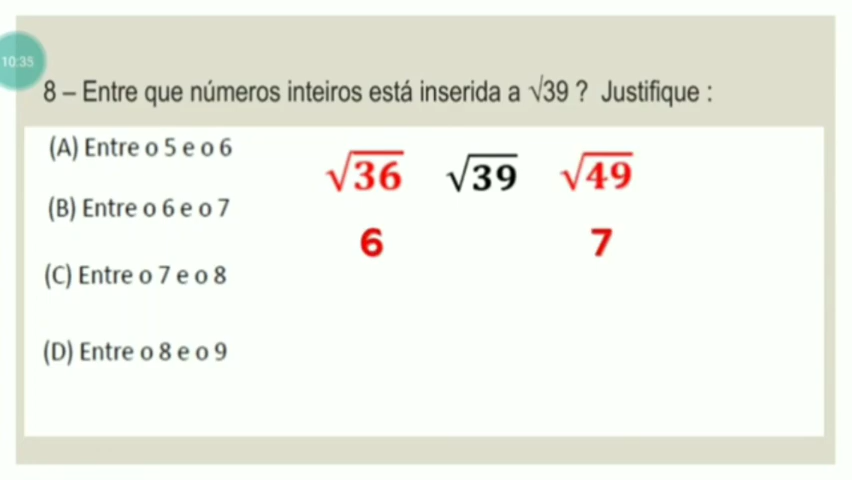 10:35
8 – Entre que números inteiros está inserida a √39 ? Justifique :
(A) Entre o 5 e o 6
√36 √39 √49
(B) Entre o 6 e o 7
6 7
(C) Entre o 7 e o 8
(D) Entre o 8 e o 9